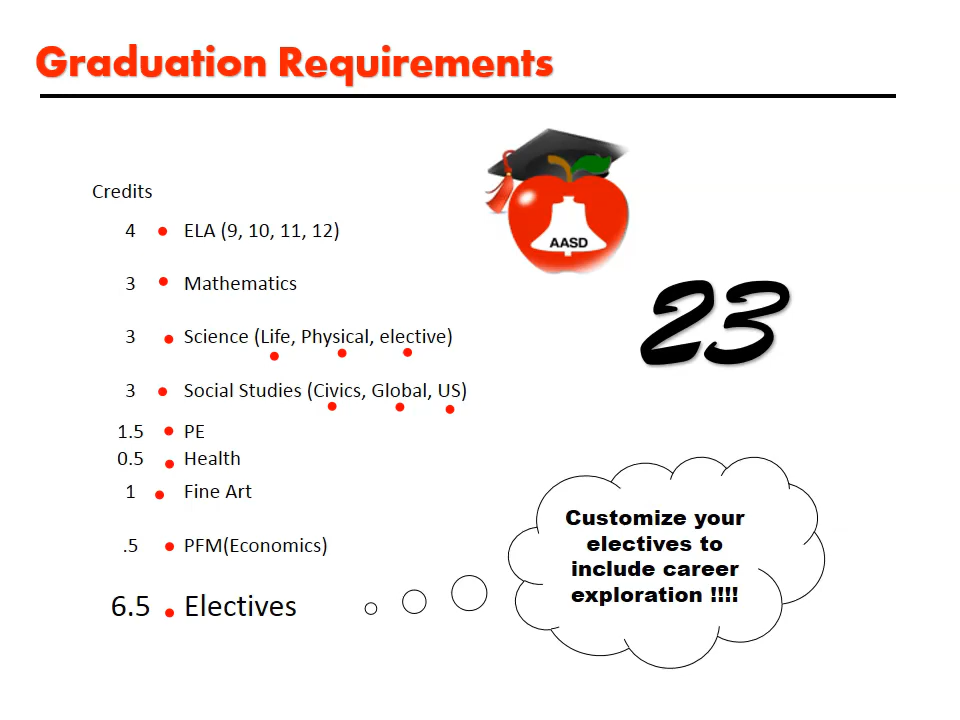 Graduation Requirements
Credits
4 ELA (9, 10, 11, 12)
3 Mathematics
3 Science (Life, Physical, elective)
3 Social Studies (Civics, Global, US)
1.5 PE
0.5 Health
1 Fine Art
.5 PFM(Economics)
6.5 Electives
AASD
23
Customize your
electives to
include career
exploration !!!!